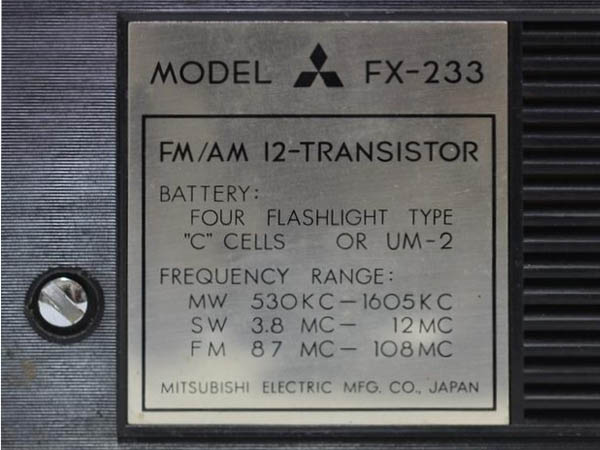 MODEL FX-233
FM/AM 12-TRANSISTOR
BATTERY:
FOUR FLASHLIGHT TYPE
"C" CELLS OR UM-2
FREQUENCY RANGE:
MW 530KC-1605KC
SW 3.8 MC- 12MC
FM 87 MC- 108MC
MITSUBISHI ELECTRIC MFG. CO., JAPAN